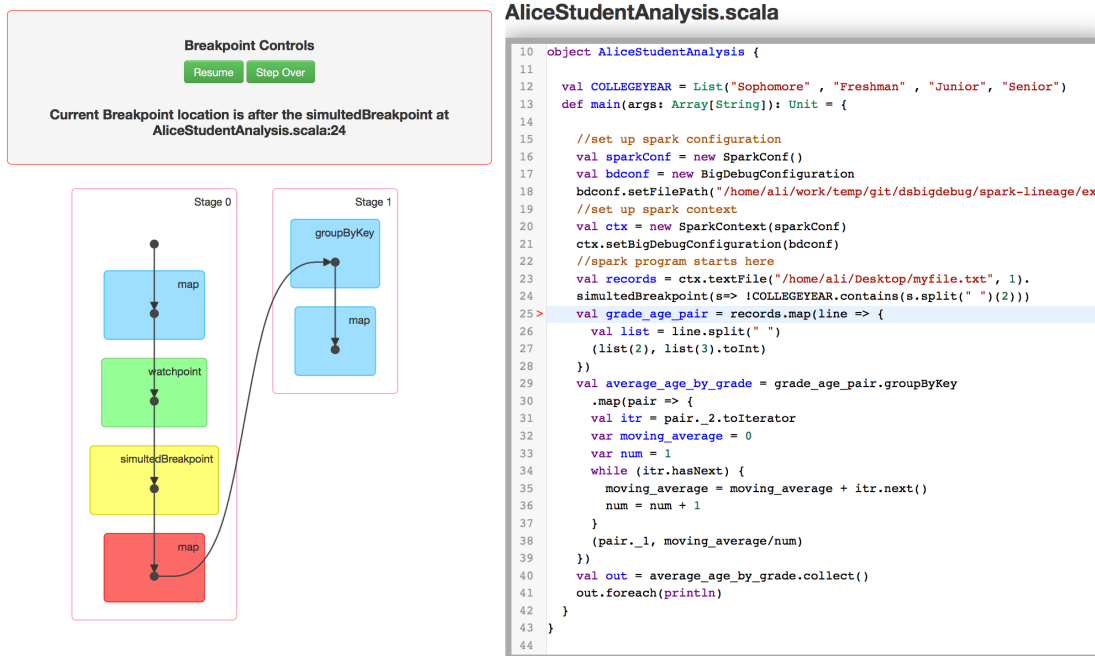 Breakpoint Controls
Resume Step Over
Current Breakpoint location is after the simultedBreakpoint at
AliceStudentAnalysis.scala:24
Stage 0
map
watchpoint
simultedBreakpoint
map
Stage 1
groupByKey
map
AliceStudentAnalysis.scala
10 object AliceStudentAnalysis {
11
12 val COLLEGEYEAR = List("Sophomore" , "Freshman" , "Junior", "Senior")
13 def main(args: Array[String]): Unit = {
14
15 //set up spark configuration
16 val sparkConf = new SparkConf()
17 val bdconf = new BigDebugConfiguration
18 bdconf.setFilePath("/home/ali/work/temp/git/dsbigdebug/spark-lineage/ex
19 //set up spark context
20 val ctx = new SparkContext(sparkConf)
21 ctx.setBigDebugConfiguration(bdconf)
22 //spark program starts here
23 val records = ctx.textFile("/home/ali/Desktop/myfile.txt", 1).
24 simultedBreakpoint(s=> !COLLEGEYEAR.contains(s.split(" ")(2)))
25 > val grade_age_pair = records.map(line => {
26 val list = line.split(" ")
27 (list(2), list(3).toInt)
28 })
29 val average_age_by_grade = grade_age_pair.groupByKey
30 .map(pair => {
31 val itr = pair._2.toIterator
32 var moving_average = 0
33 var num = 1
34 while (itr.hasNext) {
35 moving_average = moving_average + itr.next()
36 num = num + 1
37 }
38 (pair._1, moving_average/num)
39 })
40 val out = average_age_by_grade.collect()
41 out.foreach(println)
42 }
43 }
44